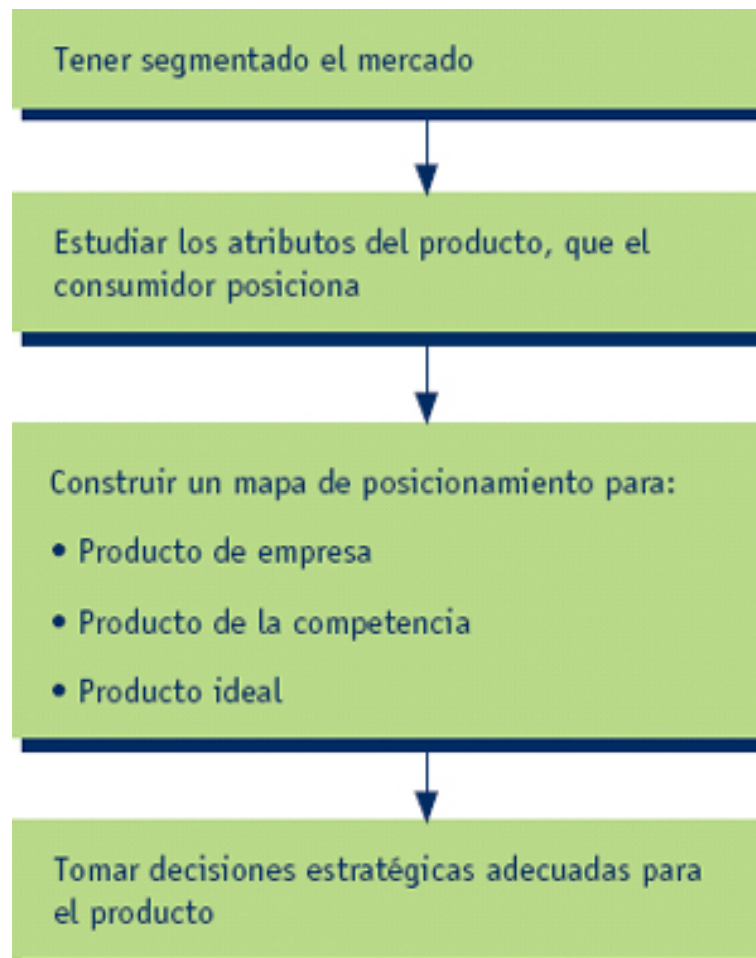 Tener segmentado el mercado
Estudiar los atributos del producto, que el
consumidor posiciona
Construir un mapa de posicionamiento para:
• Producto de empresa
• Producto de la competencia
• Producto ideal
Tomar decisiones estratégicas adecuadas para
el producto